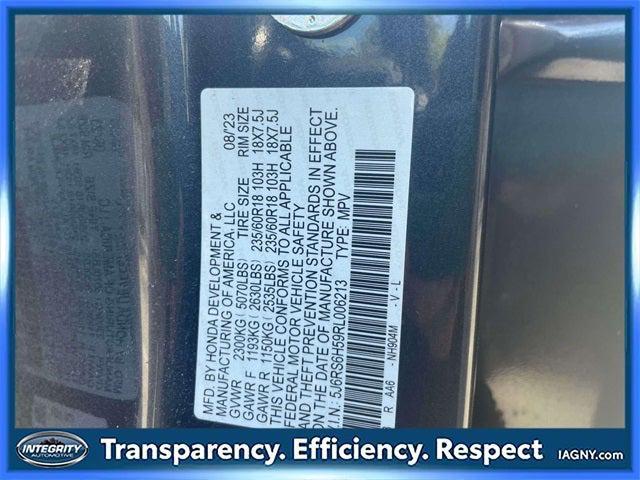 MFD. BY HONDA DEVELOPMENT & 08/'23
MANUFACTURING OF AMERICA, LLC
GVWR 2300KG (5070LBS) TIRE SIZE RIM SIZE
GAWR F 1193KG (2630LBS) 235/60R18 103H 18X7.5J
GAWR R 1150KG (2535LBS) 235/60R18 103H 18X7.5J
THIS VEHICLE CONFORMS TO ALL APPLICABLE
FEDERAL MOTOR VEHICLE SAFETY
AND THEFT PREVENTION STANDARDS IN EFFECT
ON THE DATE OF MANUFACTURE SHOWN ABOVE.
V.I.N.: 5J6RS6H59RL006213 TYPE: MPV
R AA6 -NH904M -V-L
INTEGRITY
AUTOMOTIVE
Transparency. Efficiency. Respect
IAGNY.com